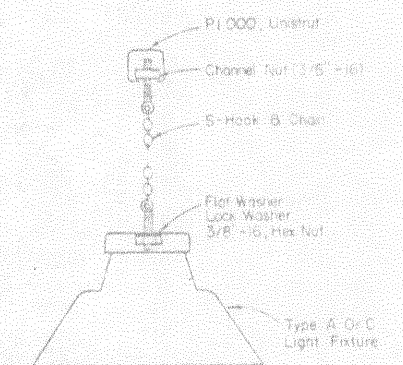 P1000, Unistrut
Channel Nut (3/8"-16)
S-Hook & Chain
Flat Washer
Lock Washer
3/8"-16, Hex Nut
Type A Or C
Light Fixture